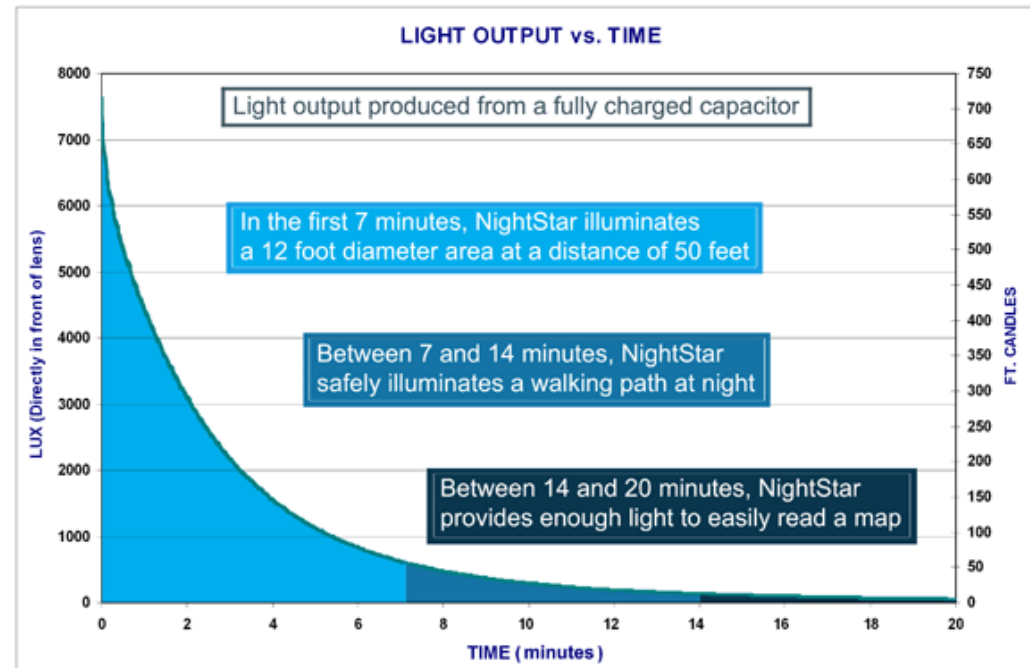 LIGHT OUTPUT vs. TIME
8000
7000
6000
5000
4000
3000
2000
1000
0
LUX (Directly in front of lens)
Light output produced from a fully charged capacitor
In the first 7 minutes, NightStar illuminates
a 12 foot diameter area at a distance of 50 feet
Between 7 and 14 minutes, NightStar
safely illuminates a walking path at night
Between 14 and 20 minutes, NightStar
provides enough light to easily read a map
750
700
650
600
550
500
450
400
350
300
250
200
150
100
50
0
FT. CANDLES
0 2 4 6 8 10 12 14 16 18 20
TIME ( minutes )